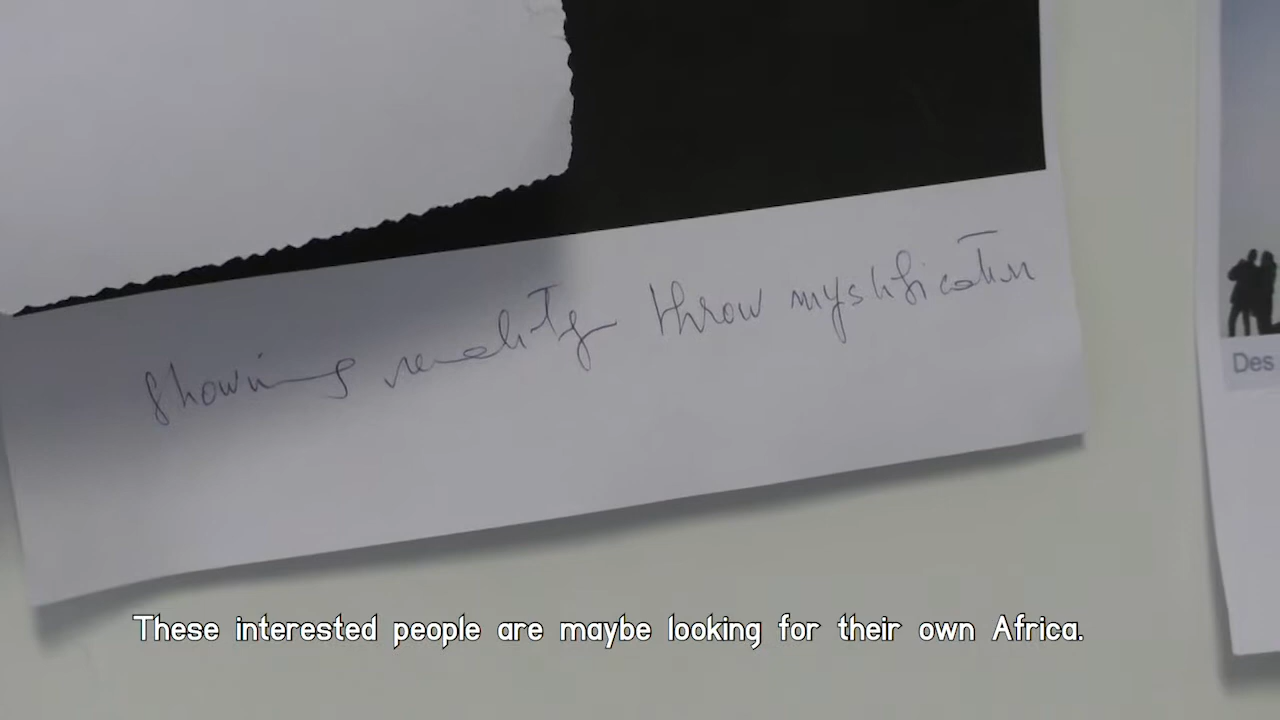 showing reality throw mystification
Des
These interested people are maybe looking for their own Africa.